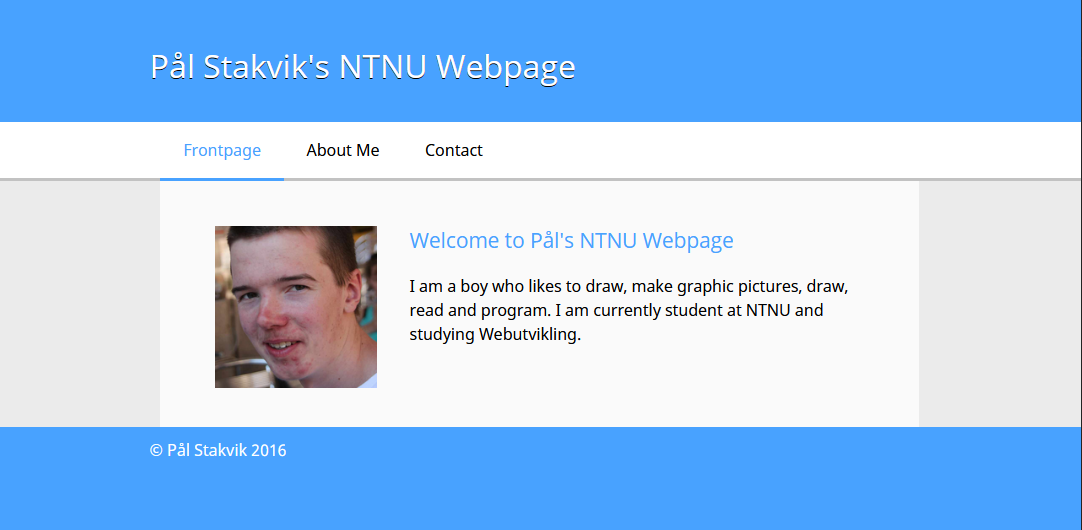 Pål Stakvik's NTNU Webpage
Frontpage About Me Contact
Welcome to Pål's NTNU Webpage
I am a boy who likes to draw, make graphic pictures, draw,
read and program. I am currently student at NTNU and
studying Webutvikling.
© Pål Stakvik 2016